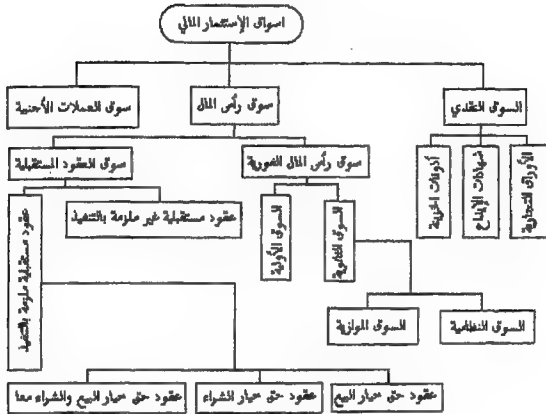 اسواق الإستثمار المالي
السوق النقدي
سوق رأس المال
سوق العملات الأجنبية
الأوراق التجارية
شهادات الإيداع
أذونات الخزينة
سوق رأس المال الفورية
سوق العقود المستقبلية
السوق الثانوية
السوق الأولية
عقود مستقبلية غير ملزمة بالتنفيذ
عقود مستقبلية ملزمة بالتنفيذ
السوق النظامية
السوق الموازية
عقود حق خيار البيع
عقود حق خيار الشراء
عقود حق خيار البيع والشراء معا